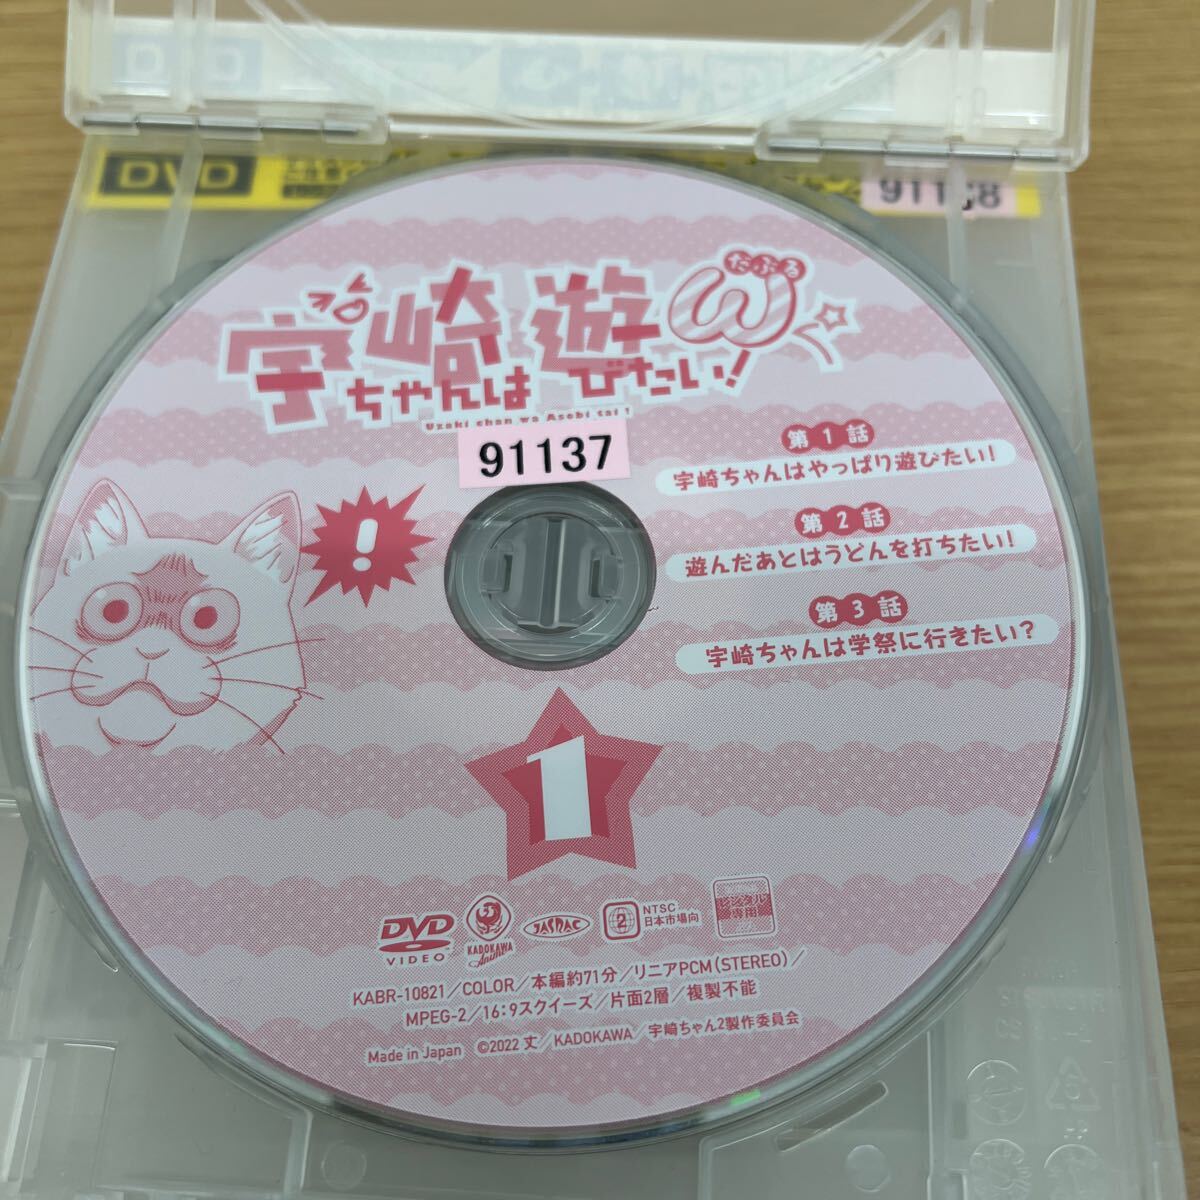 DVD
91138
だぶる
宇崎ちゃんは遊びたい!ω
Uzaki chan wa Asobi tai !
91137
第1話
宇崎ちゃんはやっぱり遊びたい!
第2話
遊んだあとはうどんを打ちたい!
第3話
宇崎ちゃんは学祭に行きたい?
!
1
DVD VIDEO
KADOKAWA Anime
JASRAC
2
NTSC
日本市場向
レンタル専用
KABR-10821/COLOR/本編約71分/リニアPCM(STEREO)/
MPEG-2/16:9スクイーズ/片面2層/複製不能
Made in Japan ©2022 丈/KADOKAWA/宇崎ちゃん2製作委員会